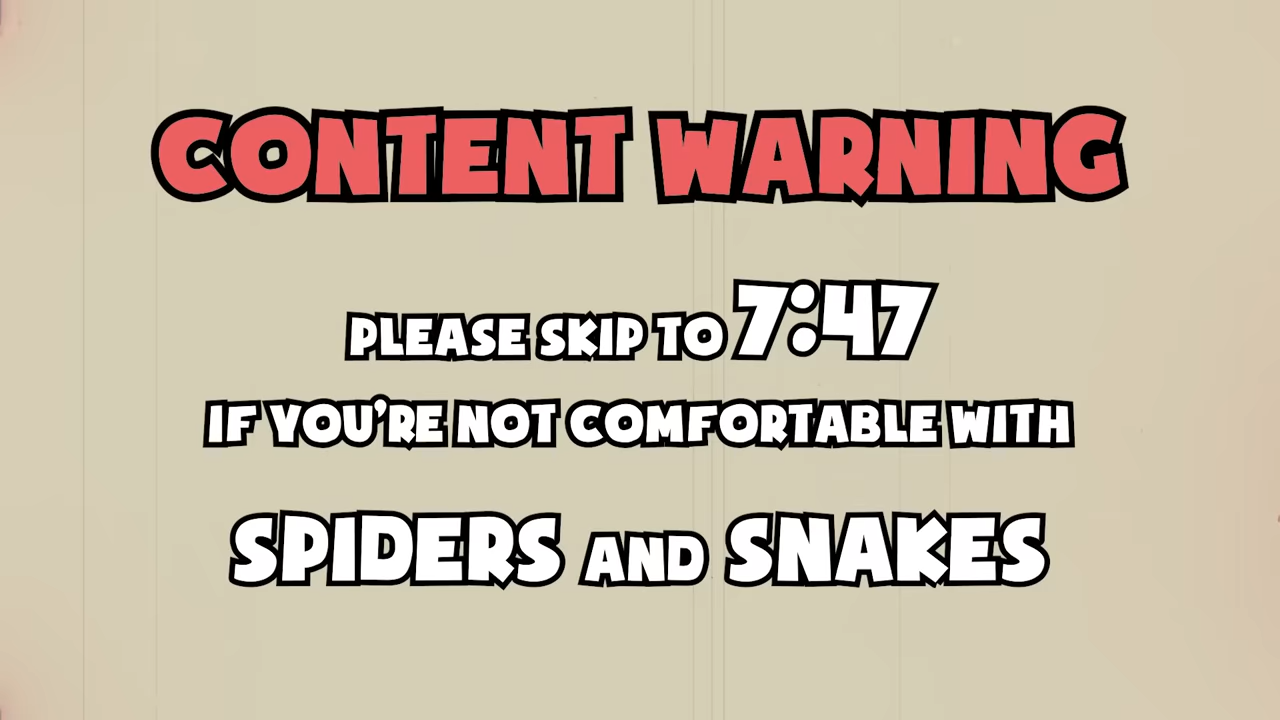 CONTENT WARNING
PLEASE SKIP TO 7:47
IF YOU'RE NOT COMFORTABLE WITH
SPIDERS AND SNAKES